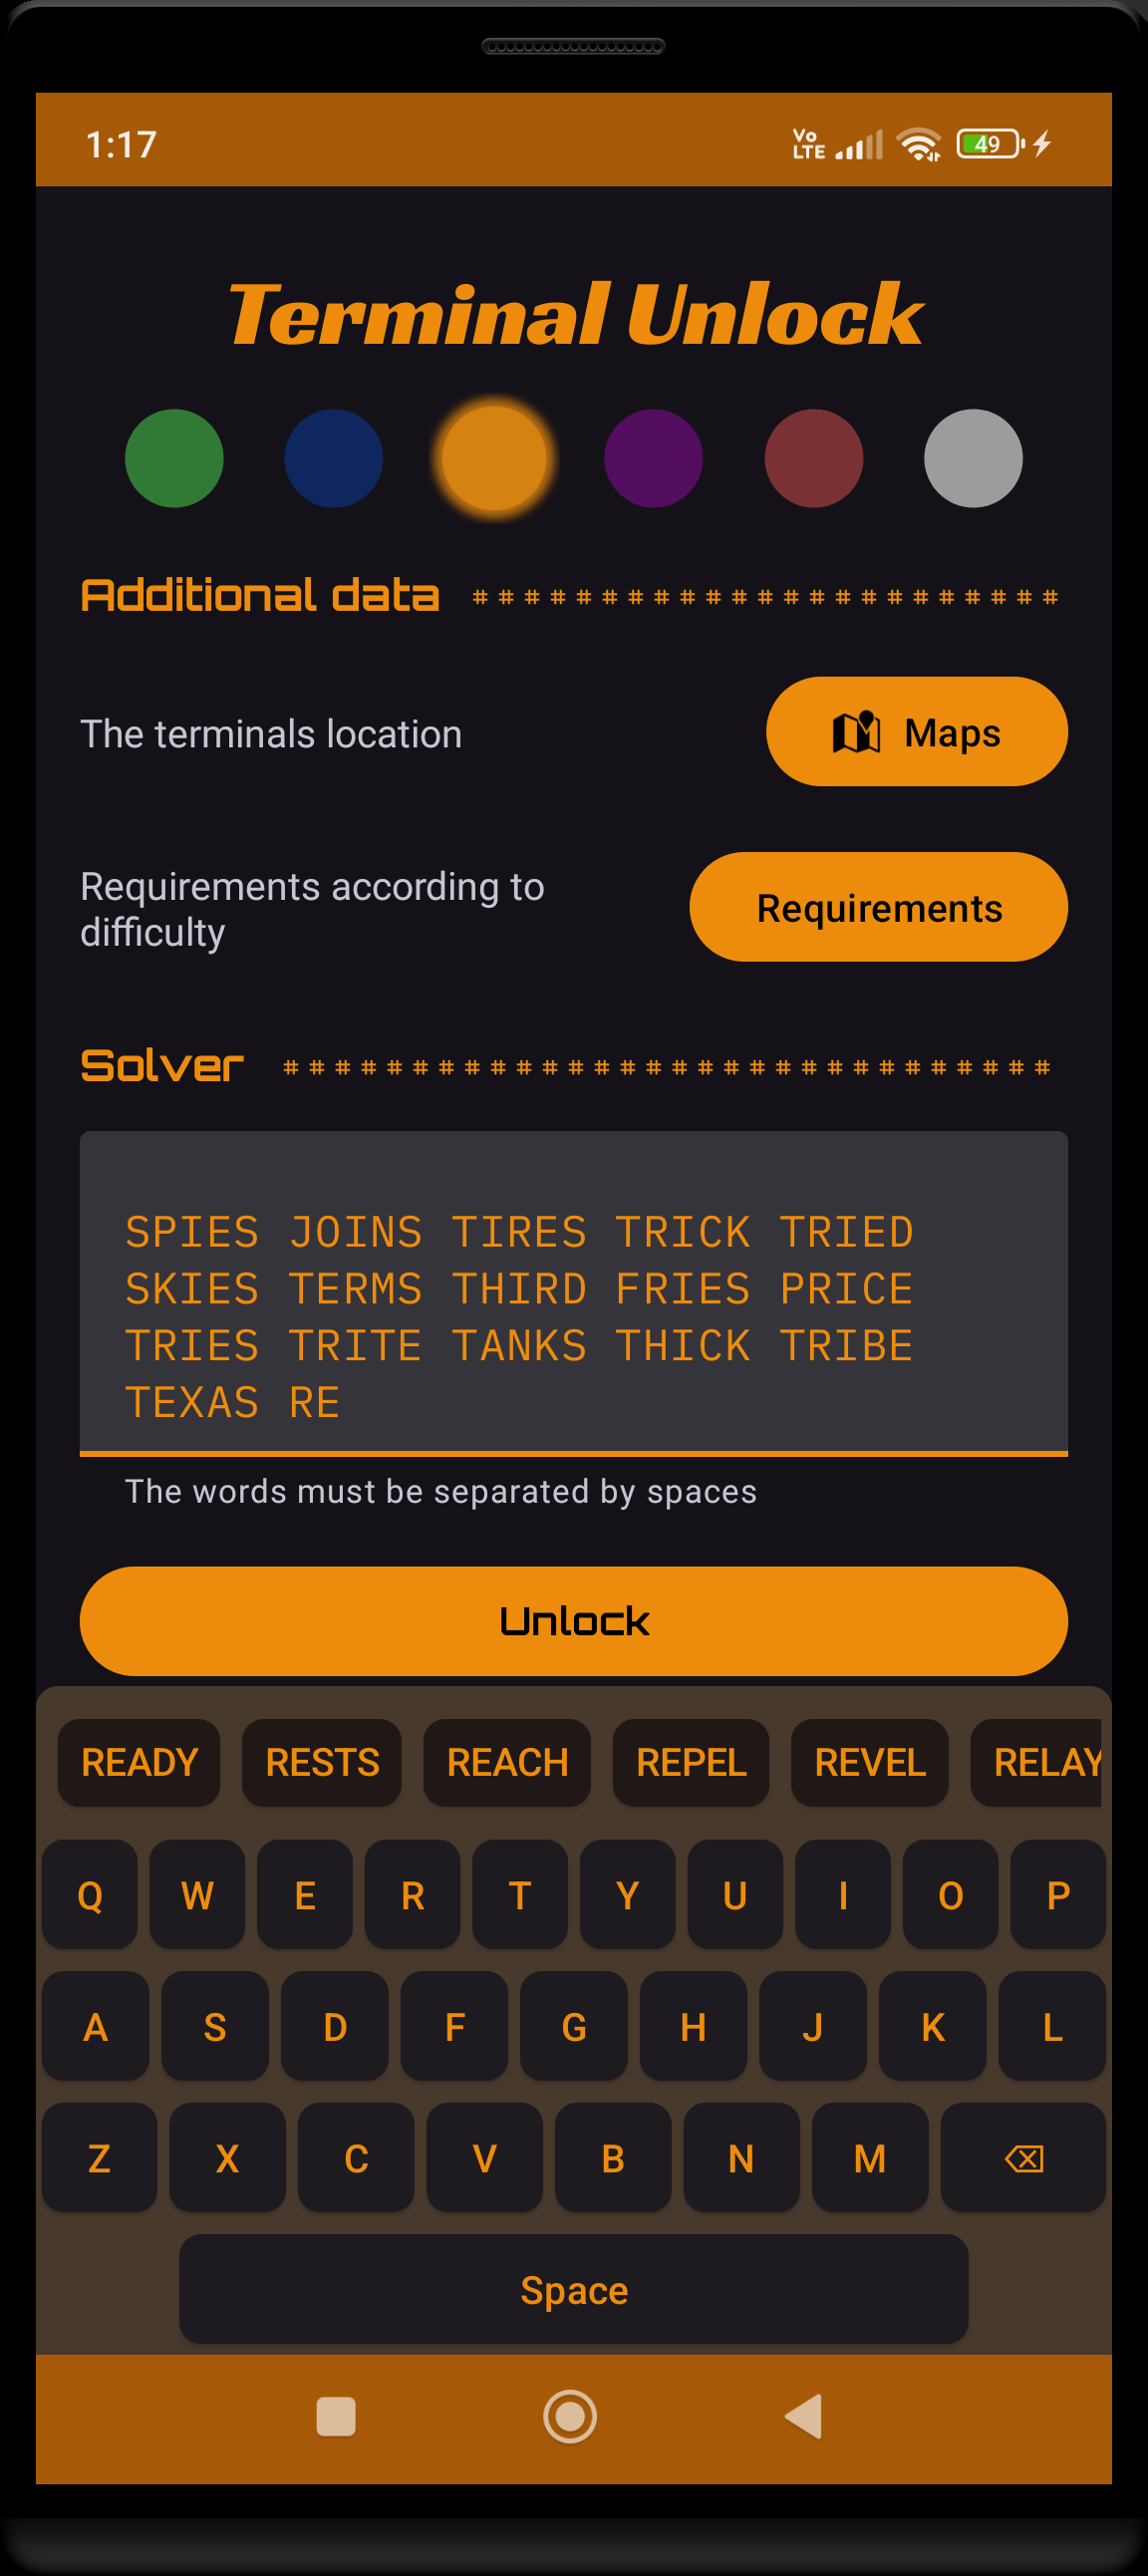 1:17 Vo LTE 49
Terminal Unlock
Additional data # # # # # # # # # # # # # # # # # # # # # # #
The terminals location
Maps
Requirements according to
difficulty
Requirements
Solver # # # # # # # # # # # # # # # # # # # # # # # # # # # # # #
SPIES JOINS TIRES TRICK TRIED
SKIES TERMS THIRD FRIES PRICE
TRIES TRITE TANKS THICK TRIBE
TEXAS RE
The words must be separated by spaces
Unlock
READY RESTS REACH REPEL REVEL RELAY
Q W E R T Y U I O P
A S D F G H J K L
Z X C V B N M
Space